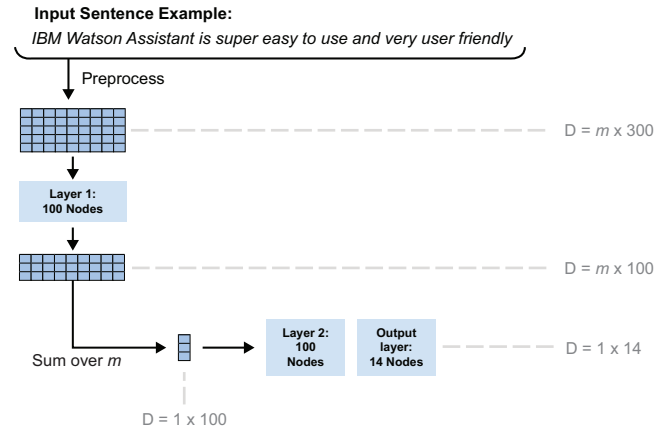 Input Sentence Example:
IBM Watson Assistant is super easy to use and very user friendly
Preprocess
D = m x 300
Layer 1:
100 Nodes
D = m x 100
Sum over m
Layer 2:
100
Nodes
Output
layer:
14 Nodes
D = 1 x 14
D = 1 x 100